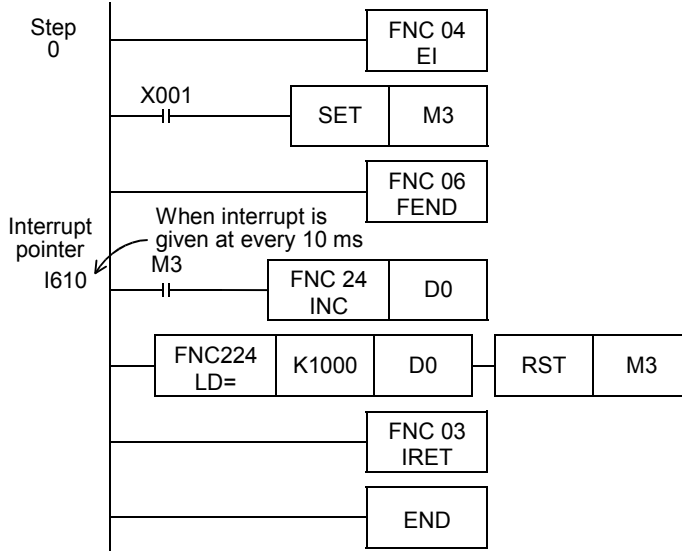 Step
0
FNC 04
EI
X001
SET
M3
FNC 06
FEND
Interrupt
pointer
I610
When interrupt is
given at every 10 ms
M3
FNC 24
INC
D0
FNC224
LD=
K1000
D0
RST
M3
FNC 03
IRET
END